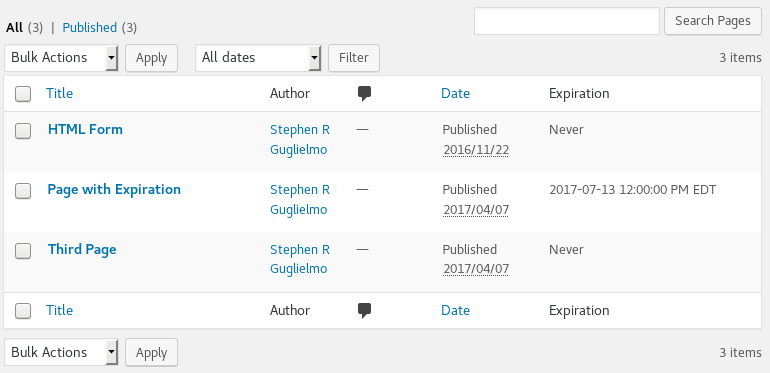 All (3) | Published (3)
Search Pages
Bulk Actions Apply All dates Filter 3 items
Title Author Date Expiration
HTML Form Stephen R Guglielmo — Published 2016/11/22 Never
Page with Expiration Stephen R Guglielmo — Published 2017/04/07 2017-07-13 12:00:00 PM EDT
Third Page Stephen R Guglielmo — Published 2017/04/07 Never
Title Author Date Expiration
Bulk Actions Apply 3 items